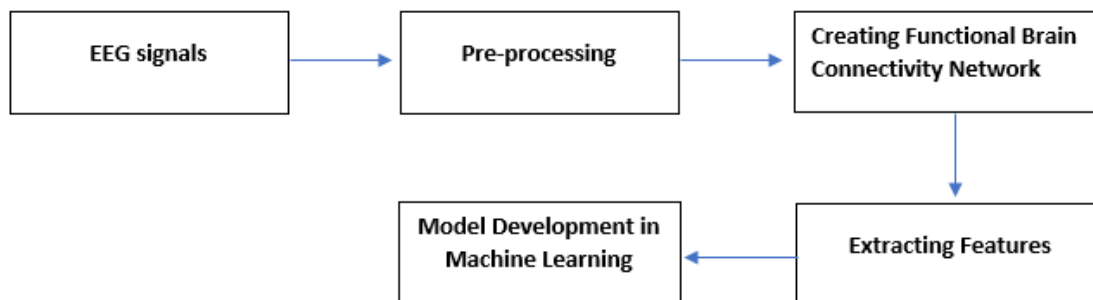 EEG signals
Pre-processing
Creating Functional Brain
Connectivity Network
Extracting Features
Model Development in
Machine Learning